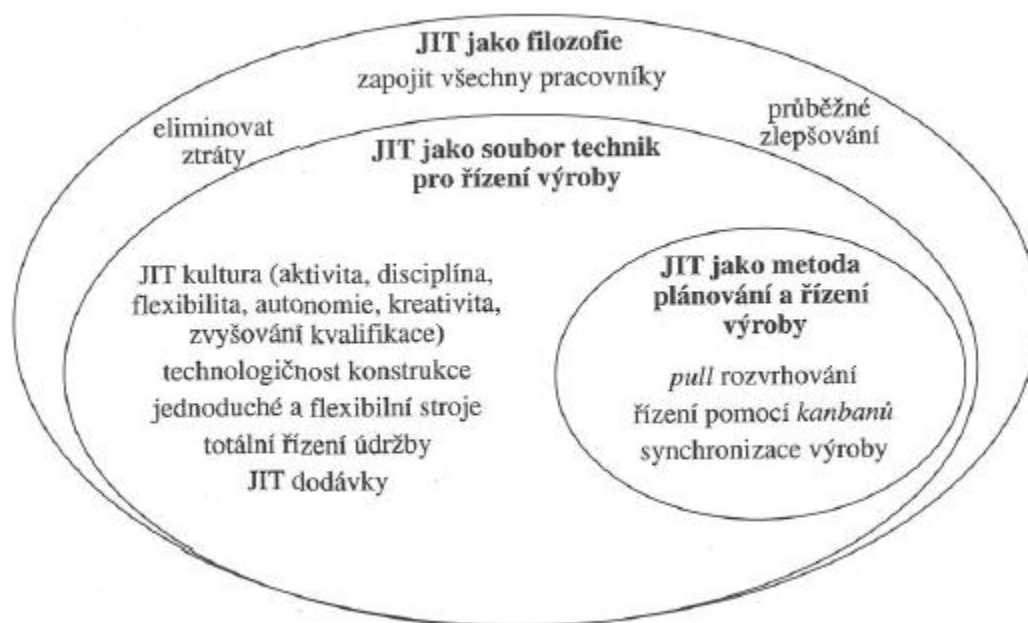 JIT jako filozofie
zapojit všechny pracovníky
eliminovat
ztráty
průběžné
zlepšování
JIT jako soubor technik
pro řízení výroby
JIT kultura (aktivita, disciplína,
flexibilita, autonomie, kreativita,
zvyšování kvalifikace)
technologičnost konstrukce
jednoduché a flexibilní stroje
totální řízení údržby
JIT dodávky
JIT jako metoda
plánování a řízení
výroby
pull rozvrhování
řízení pomocí kanbanů
synchronizace výroby